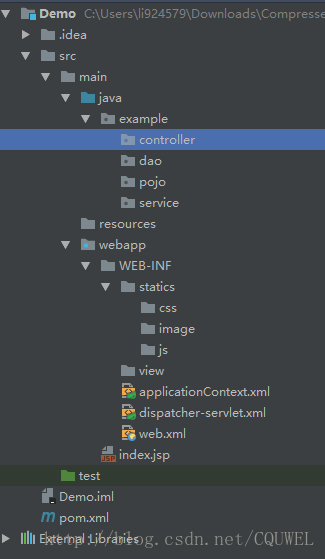 Demo C:\Users\li924579\Downloads\Compresse
.idea
src
main
java
example
controller
dao
pojo
service
resources
webapp
WEB-INF
statics
css
image
js
view
applicationContext.xml
dispatcher-servlet.xml
web.xml
index.jsp
test
Demo.iml
pom.xml
External Libraries
http://blog.csdn.net/CQUWEL